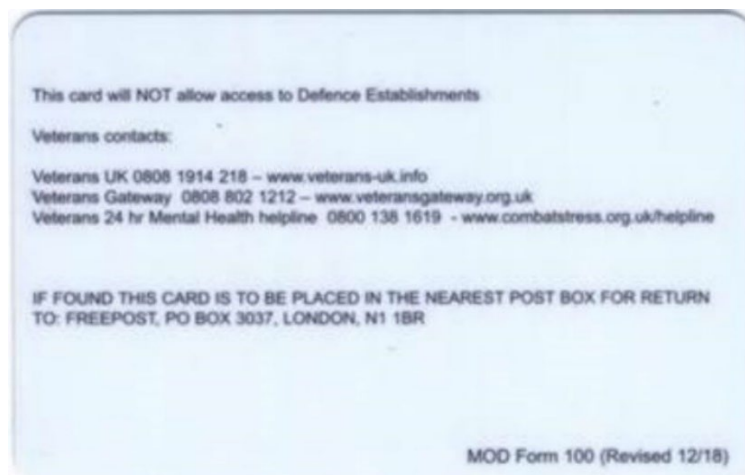 This card will NOT allow access to Defence Establishments
Veterans contacts:
Veterans UK 0808 1914 218 – www.veterans-uk.info
Veterans Gateway 0808 802 1212 – www.veteransgateway.org.uk
Veterans 24 hr Mental Health helpline 0800 138 1619 - www.combatstress.org.uk/helpline
IF FOUND THIS CARD IS TO BE PLACED IN THE NEAREST POST BOX FOR RETURN
TO: FREEPOST, PO BOX 3037, LONDON, N1 1BR
MOD Form 100 (Revised 12/18)